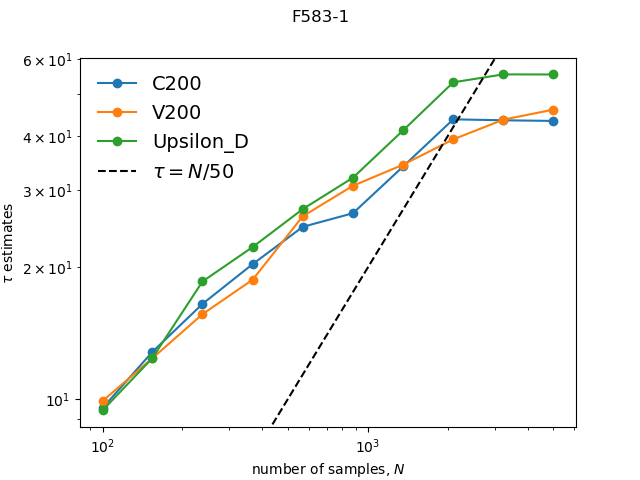 F583-1
6 × 10¹
4 × 10¹
3 × 10¹
2 × 10¹
10¹
τ estimates
C200
V200
Upsilon_D
τ = N/50
10² 10³
number of samples, N